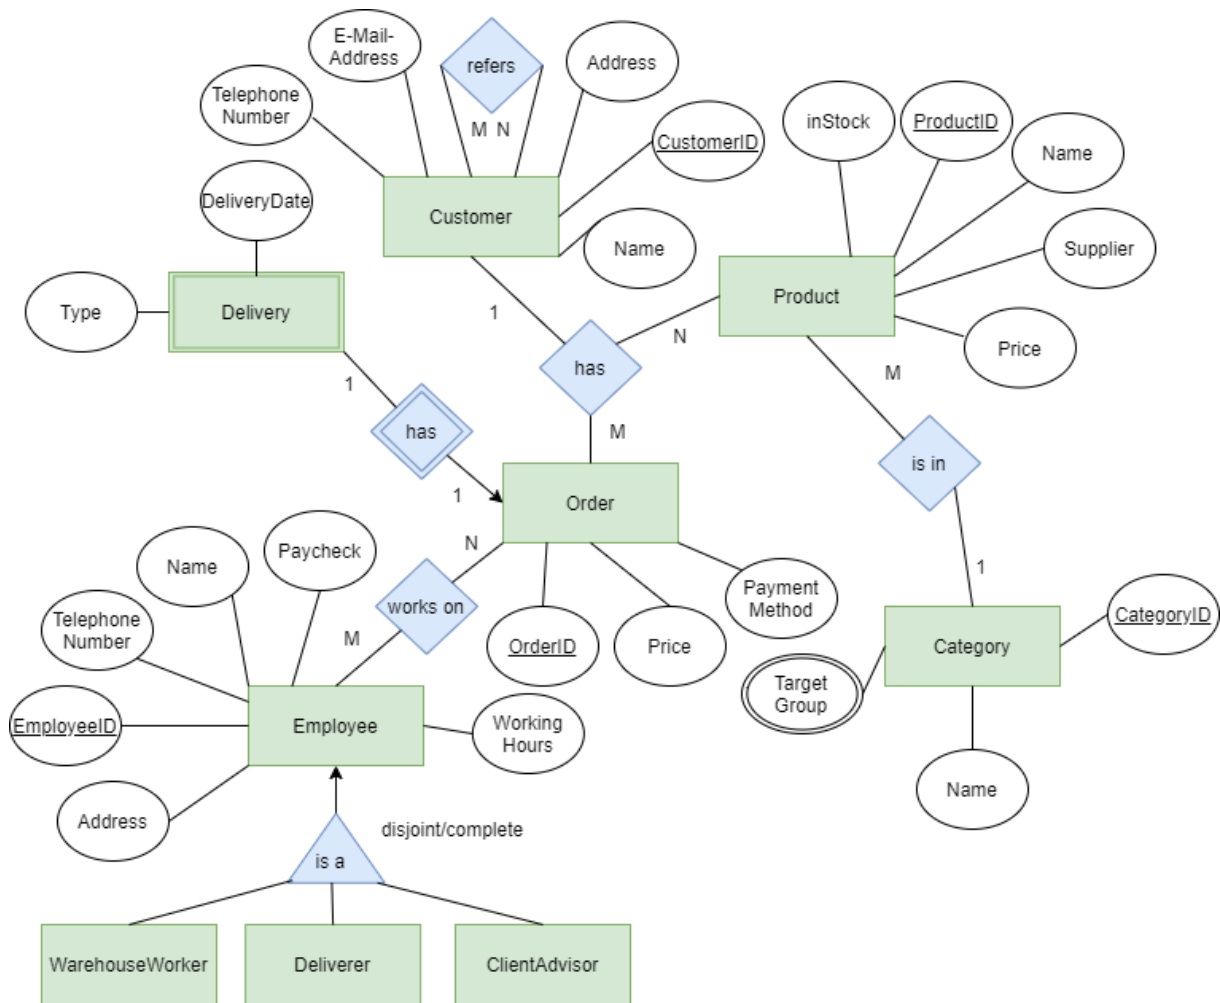 E-Mail-
Address
refers
Address
Telephone
Number
M N
CustomerID
inStock
ProductID
Name
DeliveryDate
Customer
Name
Supplier
Type
Delivery
1
Product
N
Price
1
has
M
has
M
is in
1
Order
N
Name
Paycheck
works on
Payment
Method
1
Telephone
Number
M
OrderID
Price
Category
CategoryID
Target
Group
EmployeeID
Employee
Working
Hours
Name
Address
disjoint/complete
is a
WarehouseWorker
Deliverer
ClientAdvisor